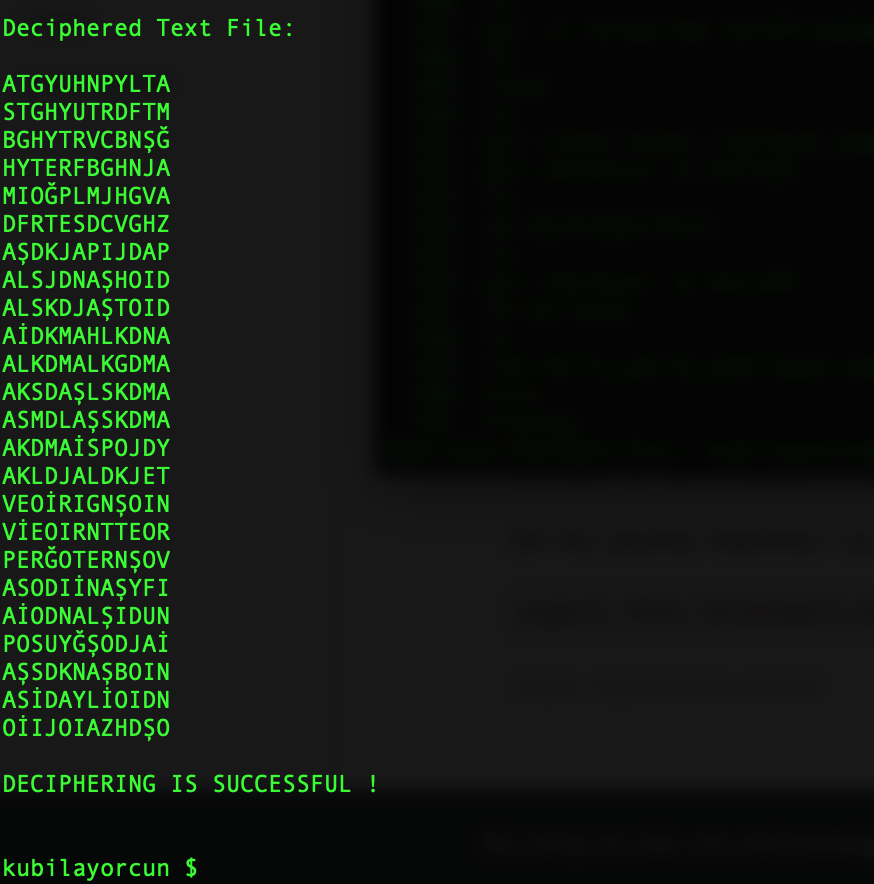 Deciphered Text File:
ATGYUHNPYLTA
STGHYUTRDFTM
BGHYTRVCBNŞĞ
HYTERFBGHNJA
MIOĞPLMJHGVA
DFRTESDCVGHZ
AŞDKJAPIJDAP
ALSJDNAŞHOID
ALSKDJAŞTOID
AİDKMAHLKDNA
ALKDMALKGDMA
AKSDAŞLSKDMA
ASMDLAŞSKDMA
AKDMAİSPOJDY
AKLDJALDKJET
VEOİRIGNŞOIN
VİEOIRNTTEOR
PERĞOTERNŞOV
ASODIİNAŞYFI
AİODNALŞIDUN
POSUYĞŞODJAİ
AŞSDKNAŞBOIN
ASİDAYLİOIDN
OİIJOIAZHDŞO
DECIPHERING IS SUCCESSFUL !
kubilayorcun $